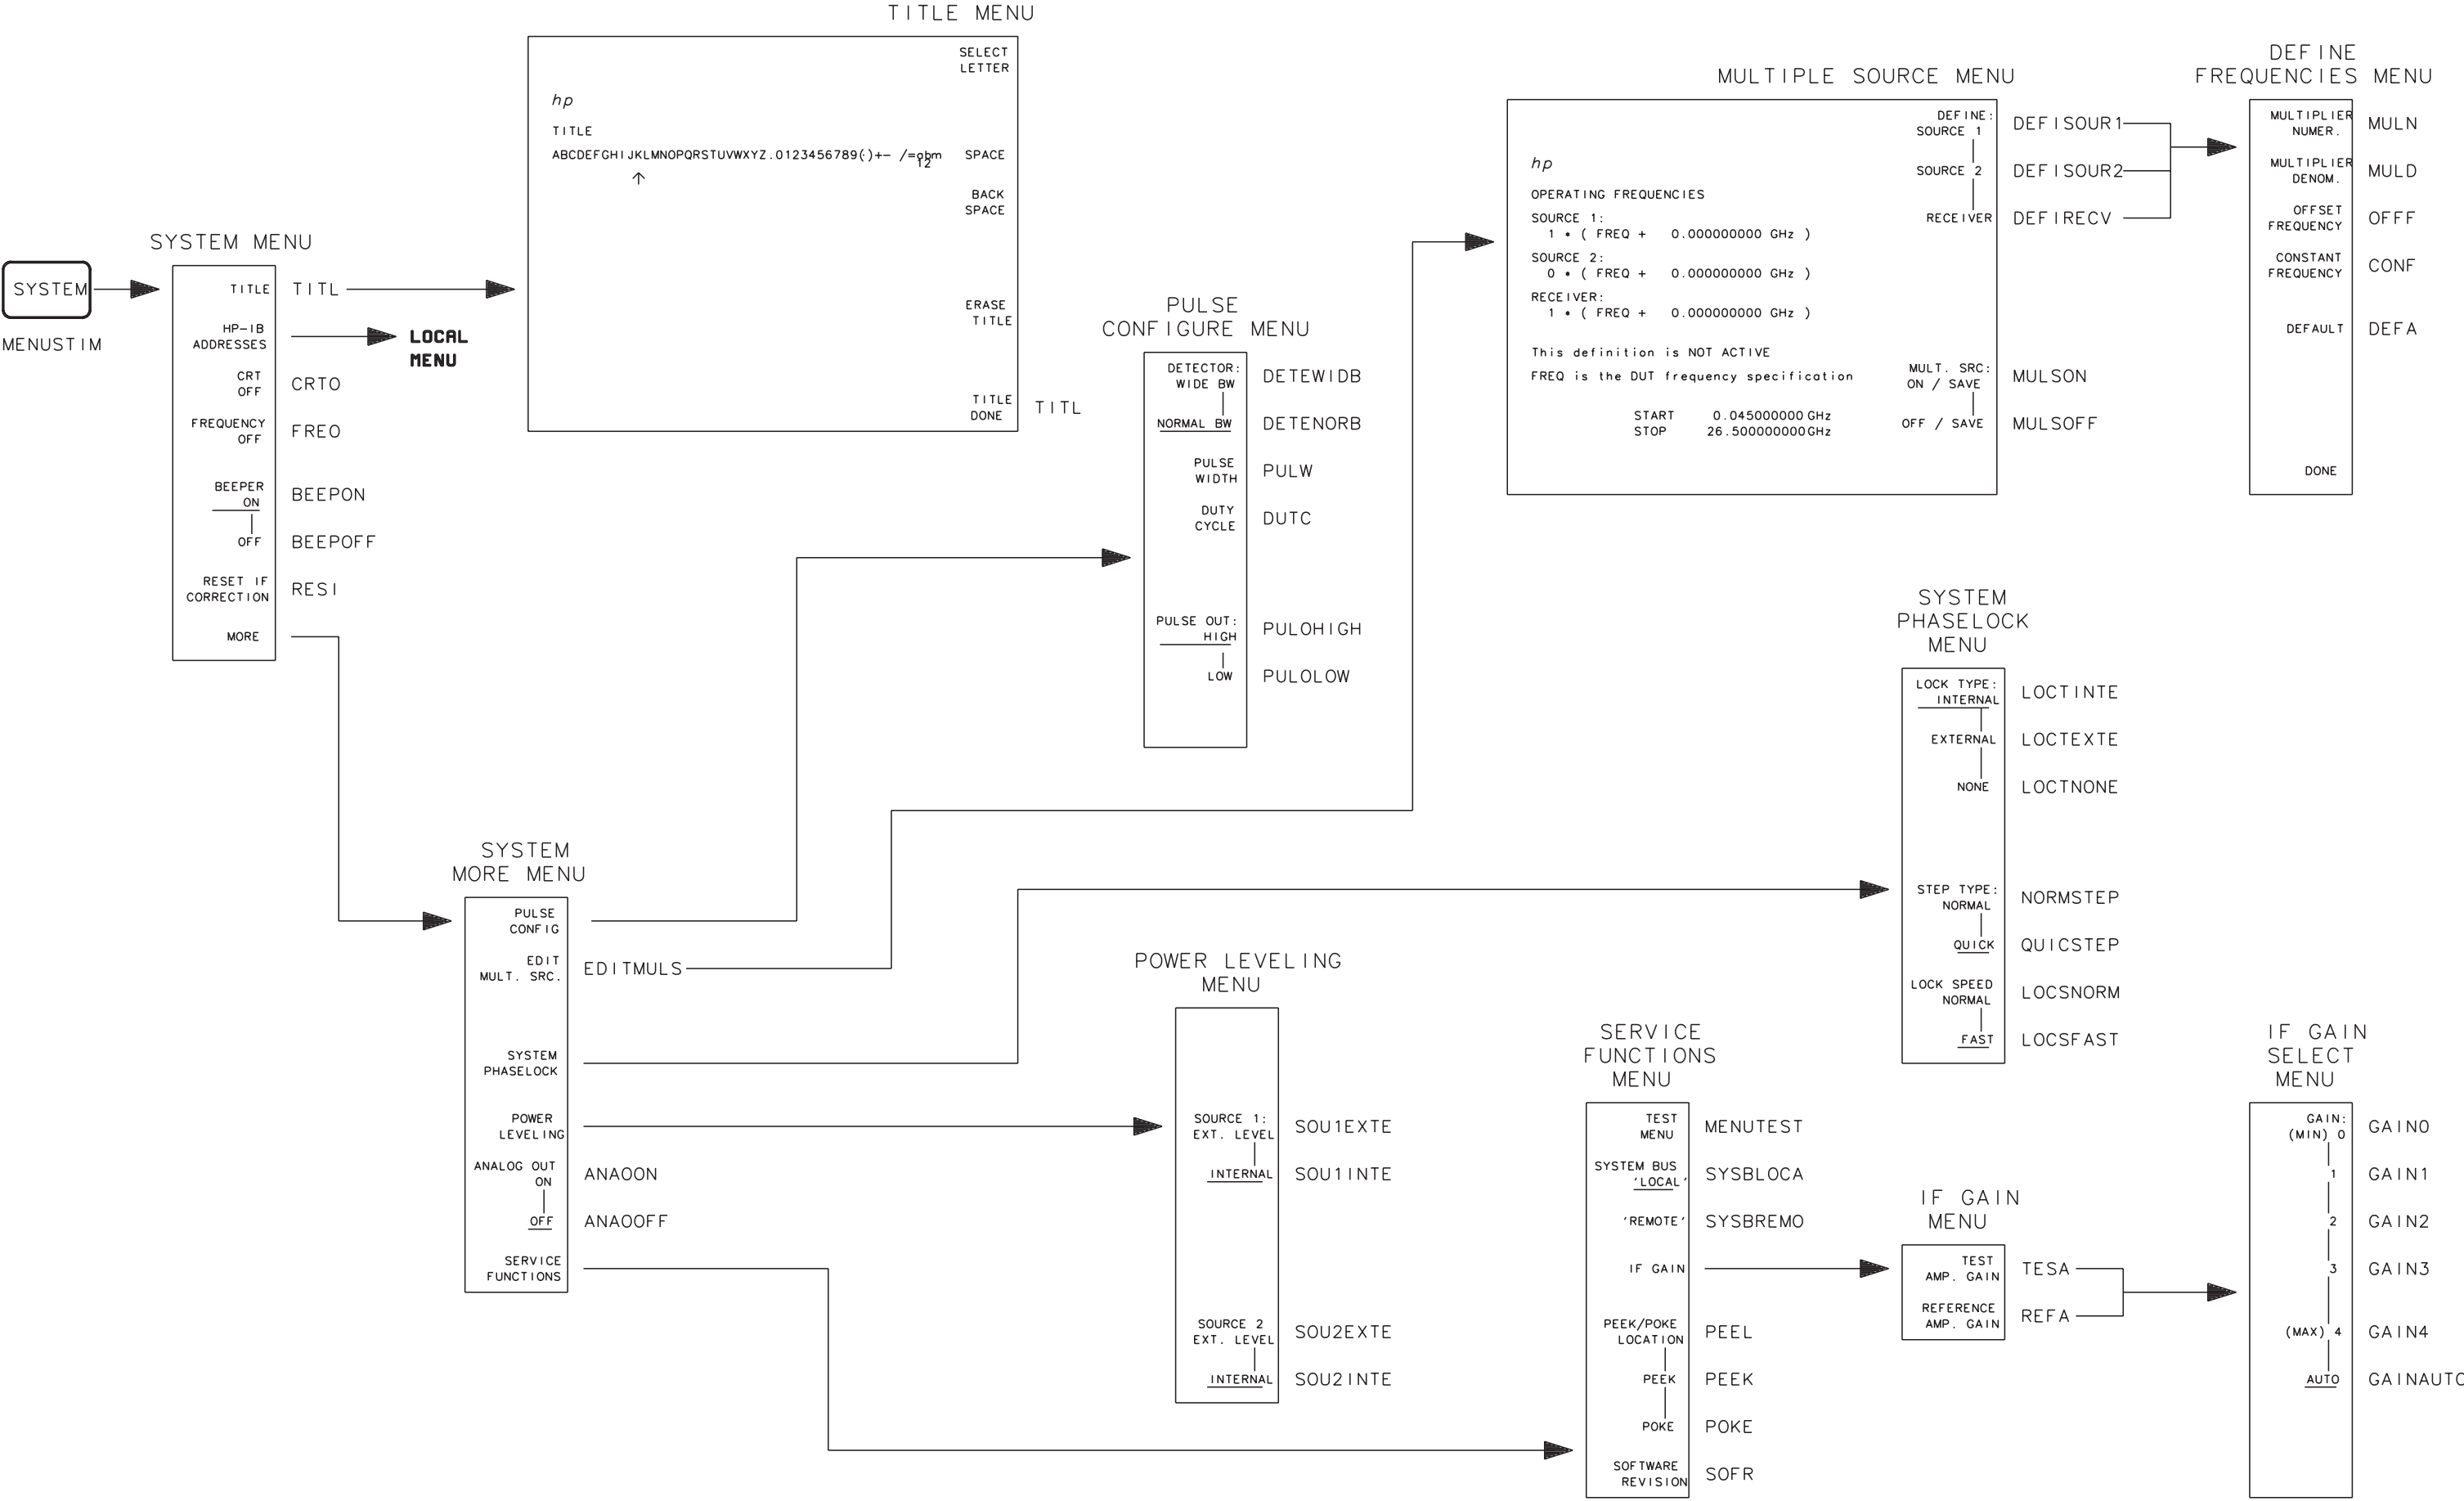 SYSTEM
MENUSTIM
SYSTEM MENU
TITLE TITL
HP-IB
ADDRESSES
LOCAL
MENU
CRT
OFF CRTO
FREQUENCY
OFF FREO
BEEPER
ON BEEPON
OFF BEEPOFF
RESET IF
CORRECTION RESI
MORE
TITLE MENU
SELECT
LETTER
hp
TITLE
ABCDEFGHIJKLMNOPQRSTUVWXYZ.0123456789(·)+- /= SPACE
BACK
SPACE
ERASE
TITLE
TITLE
DONE TITL
SYSTEM
MORE MENU
PULSE
CONFIG
EDIT
MULT. SRC. EDITMULS
SYSTEM
PHASELOCK
POWER
LEVELING
ANALOG OUT
ON ANAOON
OFF ANAOOFF
SERVICE
FUNCTIONS
PULSE
CONFIGURE MENU
DETECTOR:
WIDE BW DETEWIDB
NORMAL BW DETENORB
PULSE
WIDTH PULW
DUTY
CYCLE DUTC
PULSE OUT:
HIGH PULOHIGH
LOW PULOLOW
MULTIPLE SOURCE MENU
DEFINE:
SOURCE 1 DEFISOUR1
SOURCE 2 DEFISOUR2
RECEIVER DEFIRECV
hp
OPERATING FREQUENCIES
SOURCE 1:
1 * ( FREQ + 0.000000000 GHz )
SOURCE 2:
0 * ( FREQ + 0.000000000 GHz )
RECEIVER:
1 * ( FREQ + 0.000000000 GHz )
This definition is NOT ACTIVE
FREQ is the DUT frequency specification
START 0.045000000 GHz
STOP 26.500000000 GHz
MULT. SRC:
ON / SAVE MULSON
OFF / SAVE MULSOFF
DEFINE
FREQUENCIES MENU
MULTIPLIER
NUMER. MULN
MULTIPLIER
DENOM. MULD
OFFSET
FREQUENCY OFFF
CONSTANT
FREQUENCY CONF
DEFAULT DEFA
DONE
SYSTEM
PHASELOCK
MENU
LOCK TYPE:
INTERNAL LOCTINTE
EXTERNAL LOCTEXTE
NONE LOCTNONE
STEP TYPE:
NORMAL NORMSTEP
QUICK QUICSTEP
LOCK SPEED
NORMAL LOCSNORM
FAST LOCSFAST
POWER LEVELING
MENU
SOURCE 1:
EXT. LEVEL SOU1EXTE
INTERNAL SOU1INTE
SOURCE 2
EXT. LEVEL SOU2EXTE
INTERNAL SOU2INTE
SERVICE
FUNCTIONS
MENU
TEST
MENU MENUTEST
SYSTEM BUS
'LOCAL' SYSBLOCA
'REMOTE' SYSBREMO
IF GAIN
PEEK/POKE
LOCATION PEEL
PEEK PEEK
POKE POKE
SOFTWARE
REVISION SOFR
IF GAIN
MENU
TEST
AMP. GAIN TESA
REFERENCE
AMP. GAIN REFA
IF GAIN
SELECT
MENU
GAIN:
(MIN) 0 GAIN0
1 GAIN1
2 GAIN2
3 GAIN3
(MAX) 4 GAIN4
AUTO GAINAUTO